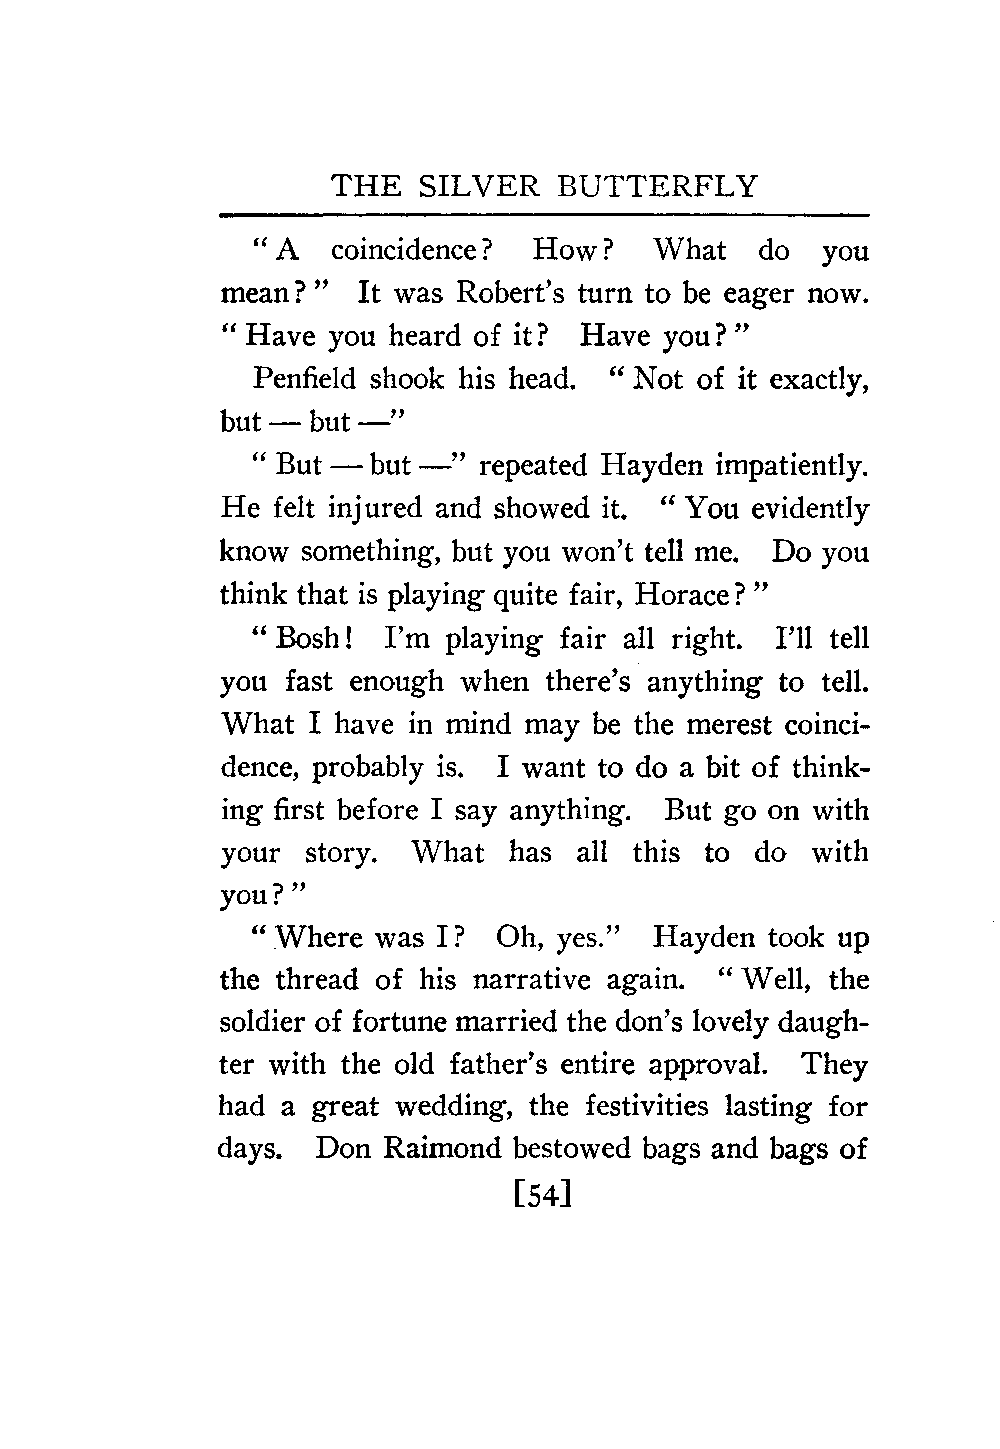 THE SILVER BUTTERFLY
“ A coincidence? How? What do you
mean? ” It was Robert’s turn to be eager now.
“ Have you heard of it? Have you? ”
Penfield shook his head. “ Not of it exactly,
but — but —”
“ But — but —” repeated Hayden impatiently.
He felt injured and showed it. “ You evidently
know something, but you won’t tell me. Do you
think that is playing quite fair, Horace? ”
“ Bosh! I’m playing fair all right. I’ll tell
you fast enough when there’s anything to tell.
What I have in mind may be the merest coinci-
dence, probably is. I want to do a bit of think-
ing first before I say anything. But go on with
your story. What has all this to do with
you? ”
“ Where was I? Oh, yes.” Hayden took up
the thread of his narrative again. “ Well, the
soldier of fortune married the don’s lovely daugh-
ter with the old father’s entire approval. They
had a great wedding, the festivities lasting for
days. Don Raimond bestowed bags and bags of
[54]